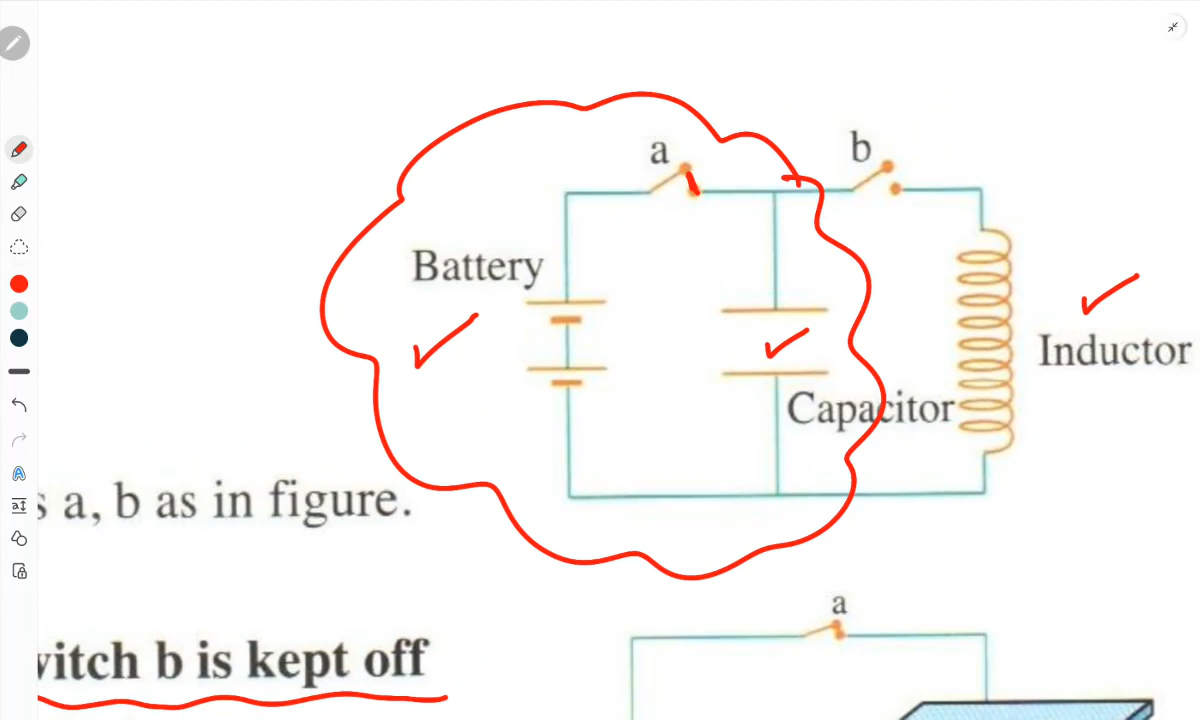 a
b
Battery
Inductor
Capacitor
s a, b as in figure.
a
witch b is kept off